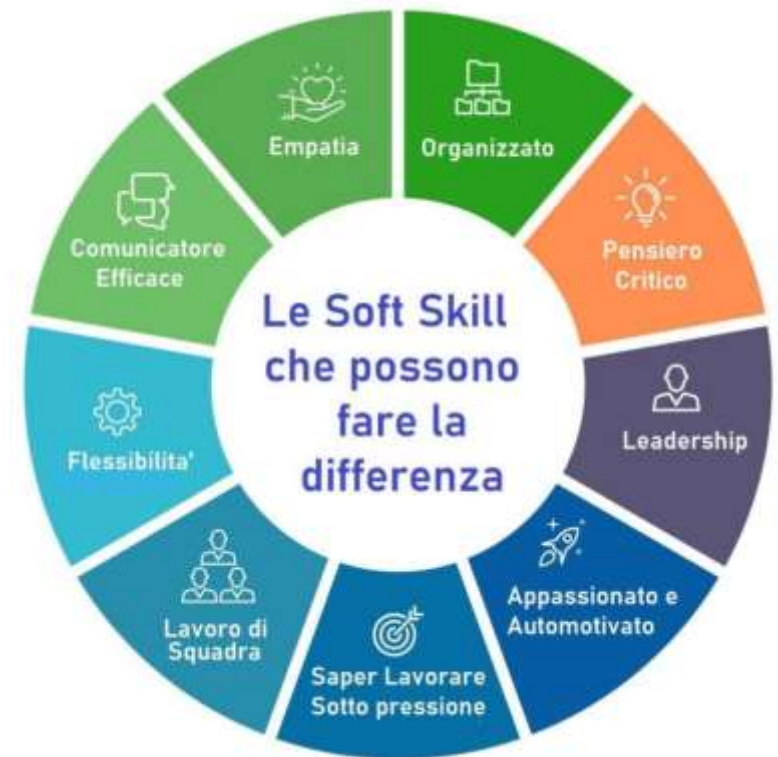 Le Soft Skill
che possono
fare la
differenza
Organizzato
Pensiero
Critico
Leadership
Appassionato e
Automotivato
Saper Lavorare
Sotto pressione
Lavoro di
Squadra
Flessibilita'
Comunicatore
Efficace
Empatia